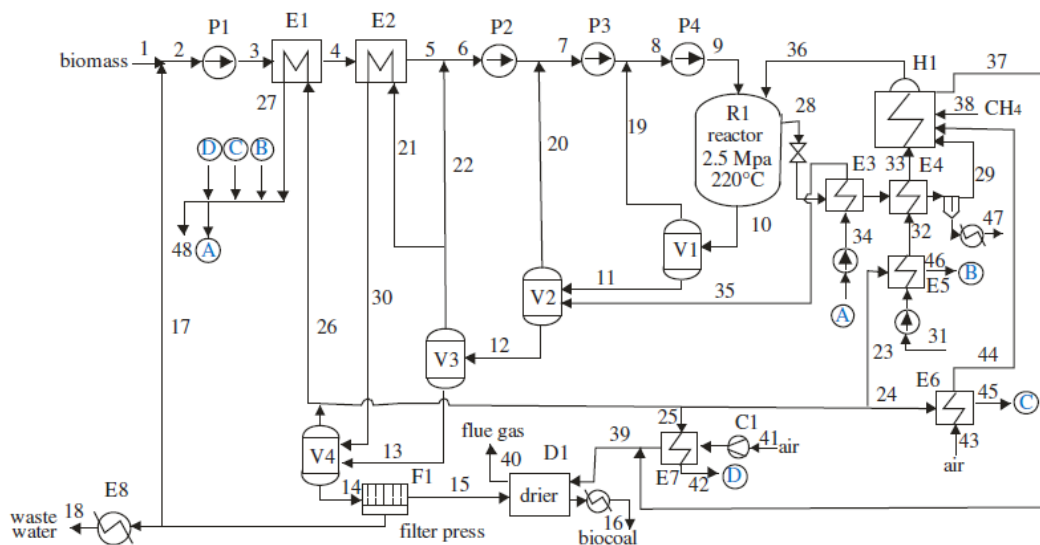 P1 E1 E2 P2 P3 P4 36 H1 37
biomass 1 2 3 4 5 6 7 8 9
27 28 38 CH4
D C B 21 22 20 19
R1
reactor
2.5 Mpa
220°C
E3 33 E4 29
10 34 32 47
48 A V1 46 B
E5
30 11 35 V2 A
17 26 12 V3 23 31 44
E6
24 45 C
25 C1
13 flue gas D1 39 41 air 43
V4 40 air
F1 E7 42 D
14 15 drier
E8
waste 18 16
water filter press biocoal